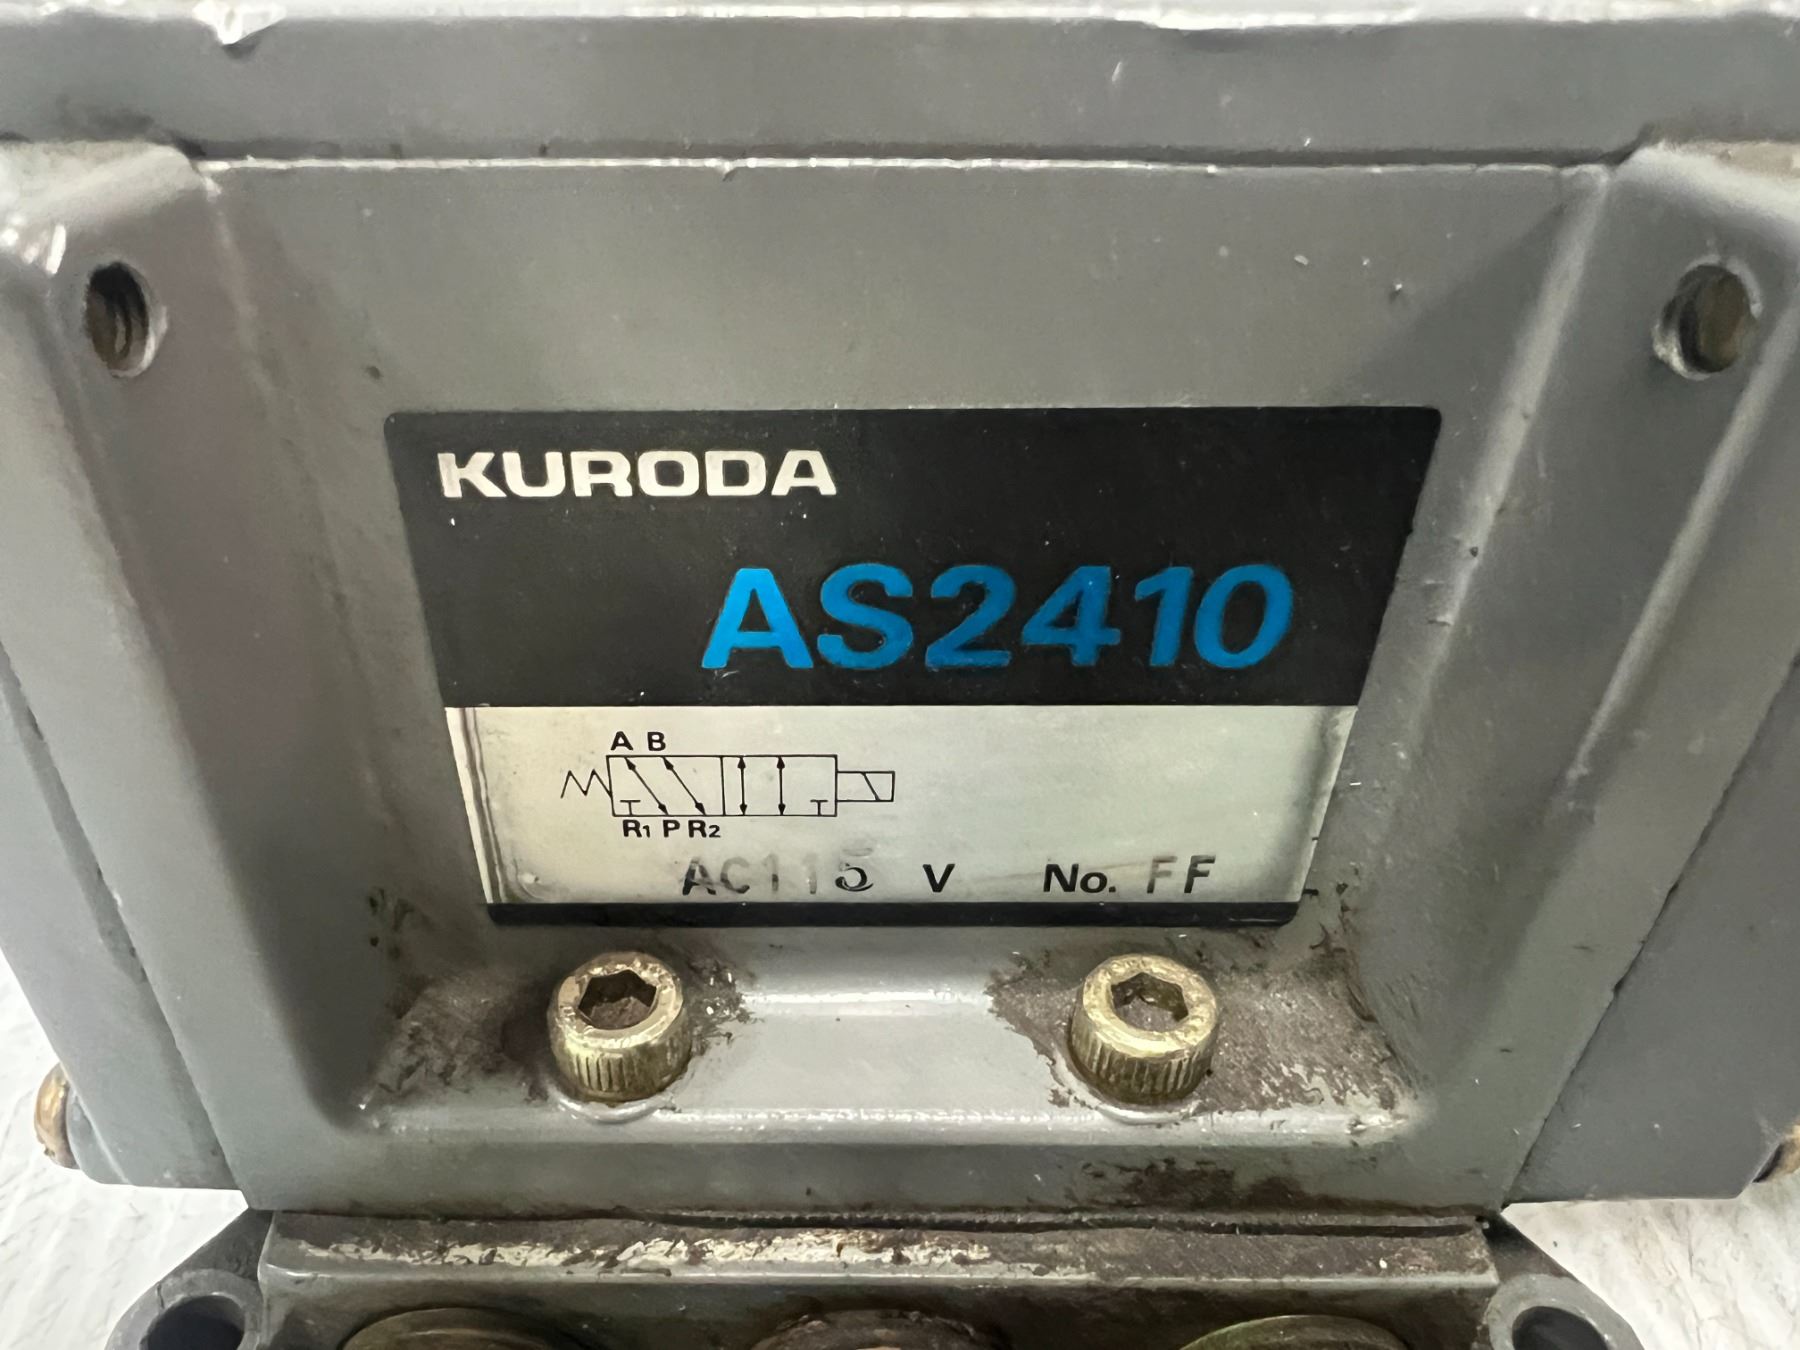 KURODA
AS2410
A B
R1 P R2
AC115 V No. FF